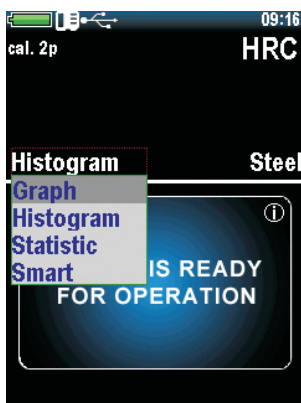 09:16
cal. 2p HRC
Histogram Steel
Graph
Histogram
Statistic
Smart
IS READY
FOR OPERATION